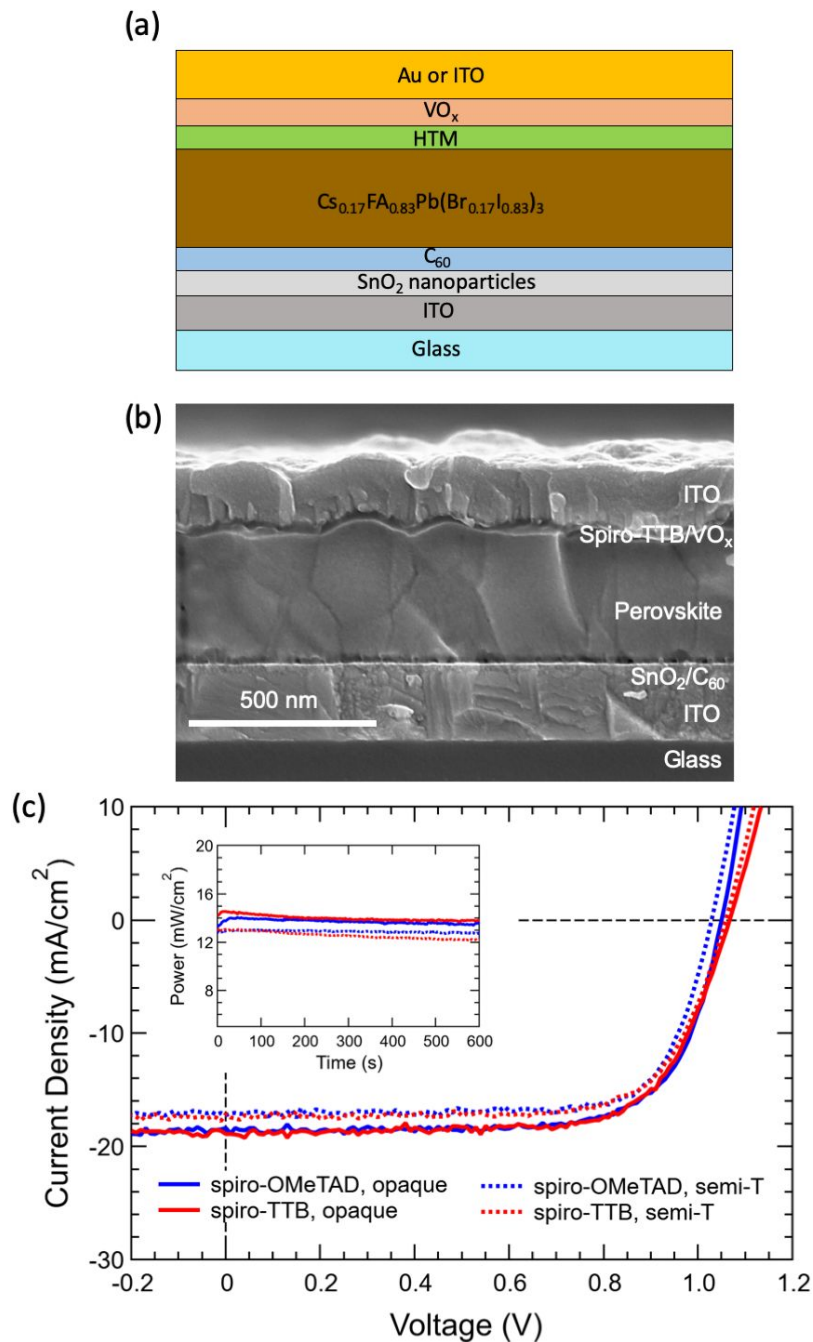 (a)
Au or ITO
VOₓ
HTM
Cs₀.₁₇FA₀.₈₃Pb(Br₀.₁₇I₀.₈₃)₃
C₆₀
SnO₂ nanoparticles
ITO
Glass
(b)
ITO
Spiro-TTB/VOₓ
Perovskite
SnO₂/C₆₀
500 nm
ITO
Glass
(c)
10
0
-10
-20
-30
Current Density (mA/cm²)
20
16
12
8
Power (mW/cm²)
0 100 200 300 400 500 600
Time (s)
spiro-OMeTAD, opaque
spiro-TTB, opaque
spiro-OMeTAD, semi-T
spiro-TTB, semi-T
-0.2 0 0.2 0.4 0.6 0.8 1.0 1.2
Voltage (V)